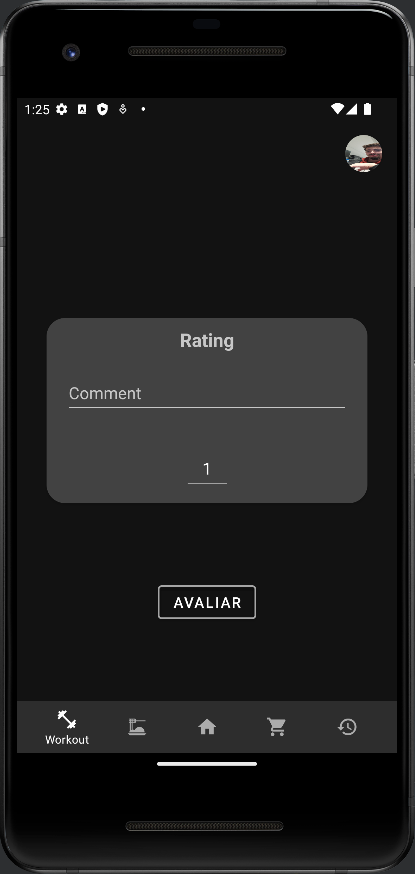 1:25
Rating
Comment
1
AVALIAR
Workout